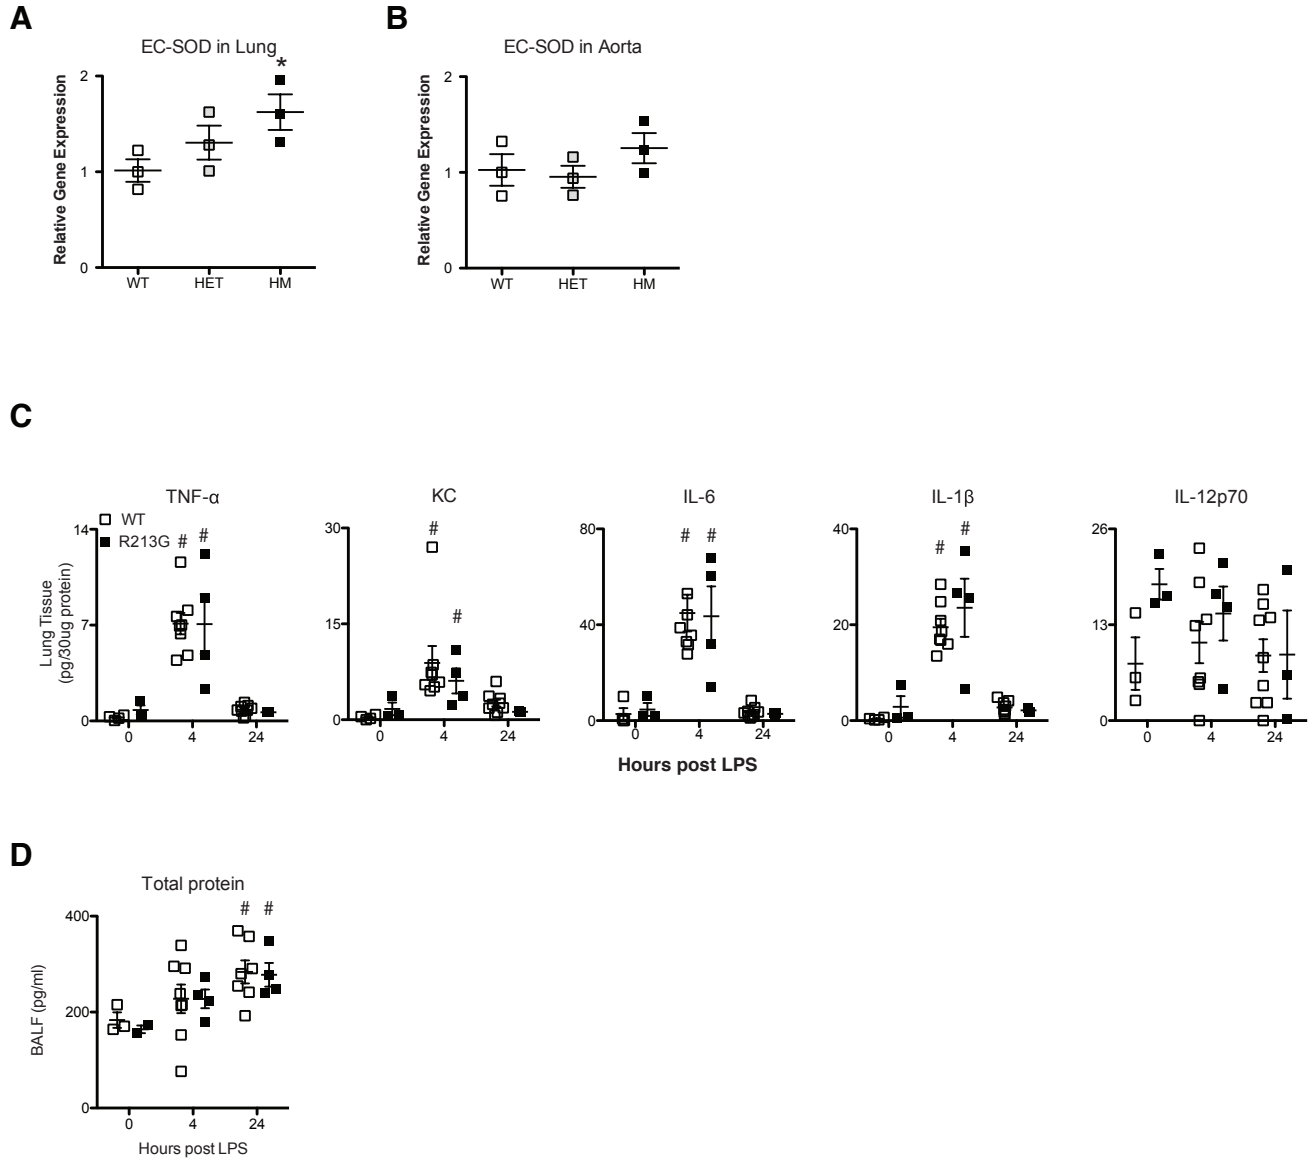 A
B
EC-SOD in Lung
EC-SOD in Aorta
*
Relative Gene Expression
2
1
0
WT HET HM
Relative Gene Expression
2
1
0
WT HET HM
C
TNF-α
KC
IL-6
IL-1β
IL-12p70
WT
R213G
Lung Tissue
(pg/30ug protein)
14
7
0
# #
0 4 24
30
15
0
# #
0 4 24
80
40
0
# #
0 4 24
40
20
0
# #
0 4 24
26
13
0
0 4 24
Hours post LPS
D
Total protein
# #
BALF (pg/ml)
400
200
0
0 4 24
Hours post LPS